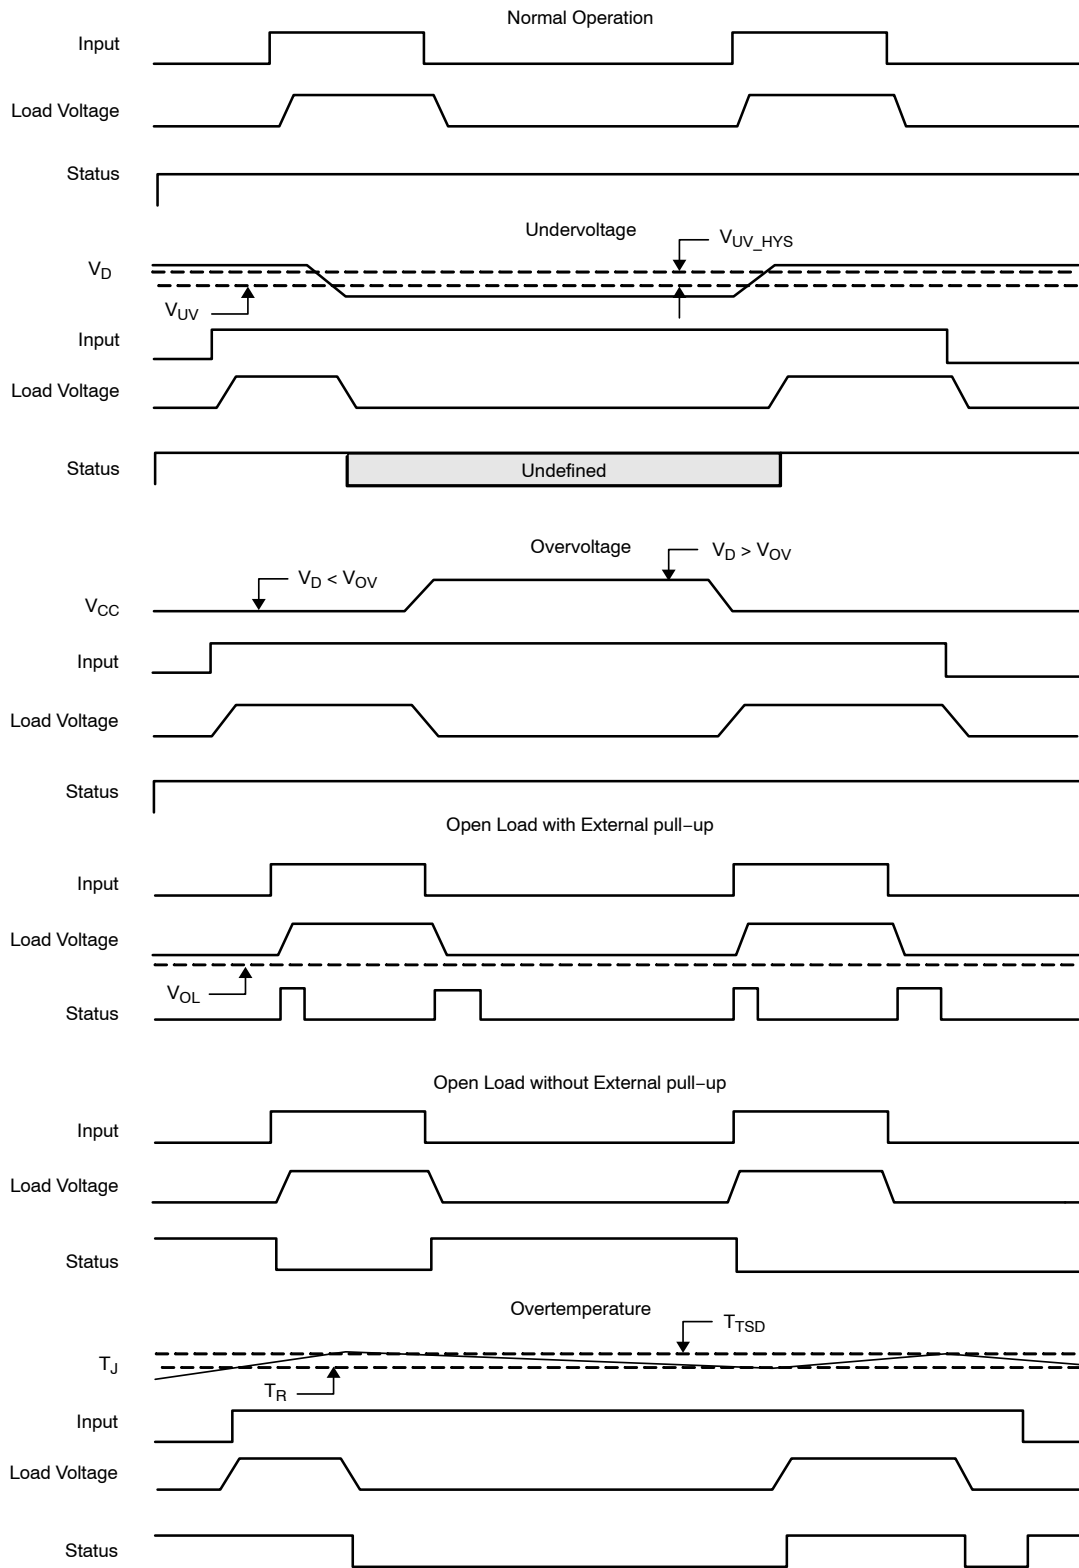 Normal Operation
Input
Load Voltage
Status
Undervoltage
V_UV_HYS
V_D
V_UV
Input
Load Voltage
Status
Undefined
Overvoltage
V_D > V_OV
V_D < V_OV
V_CC
Input
Load Voltage
Status
Open Load with External pull−up
Input
Load Voltage
V_OL
Status
Open Load without External pull−up
Input
Load Voltage
Status
Overtemperature
T_TSD
T_J
T_R
Input
Load Voltage
Status